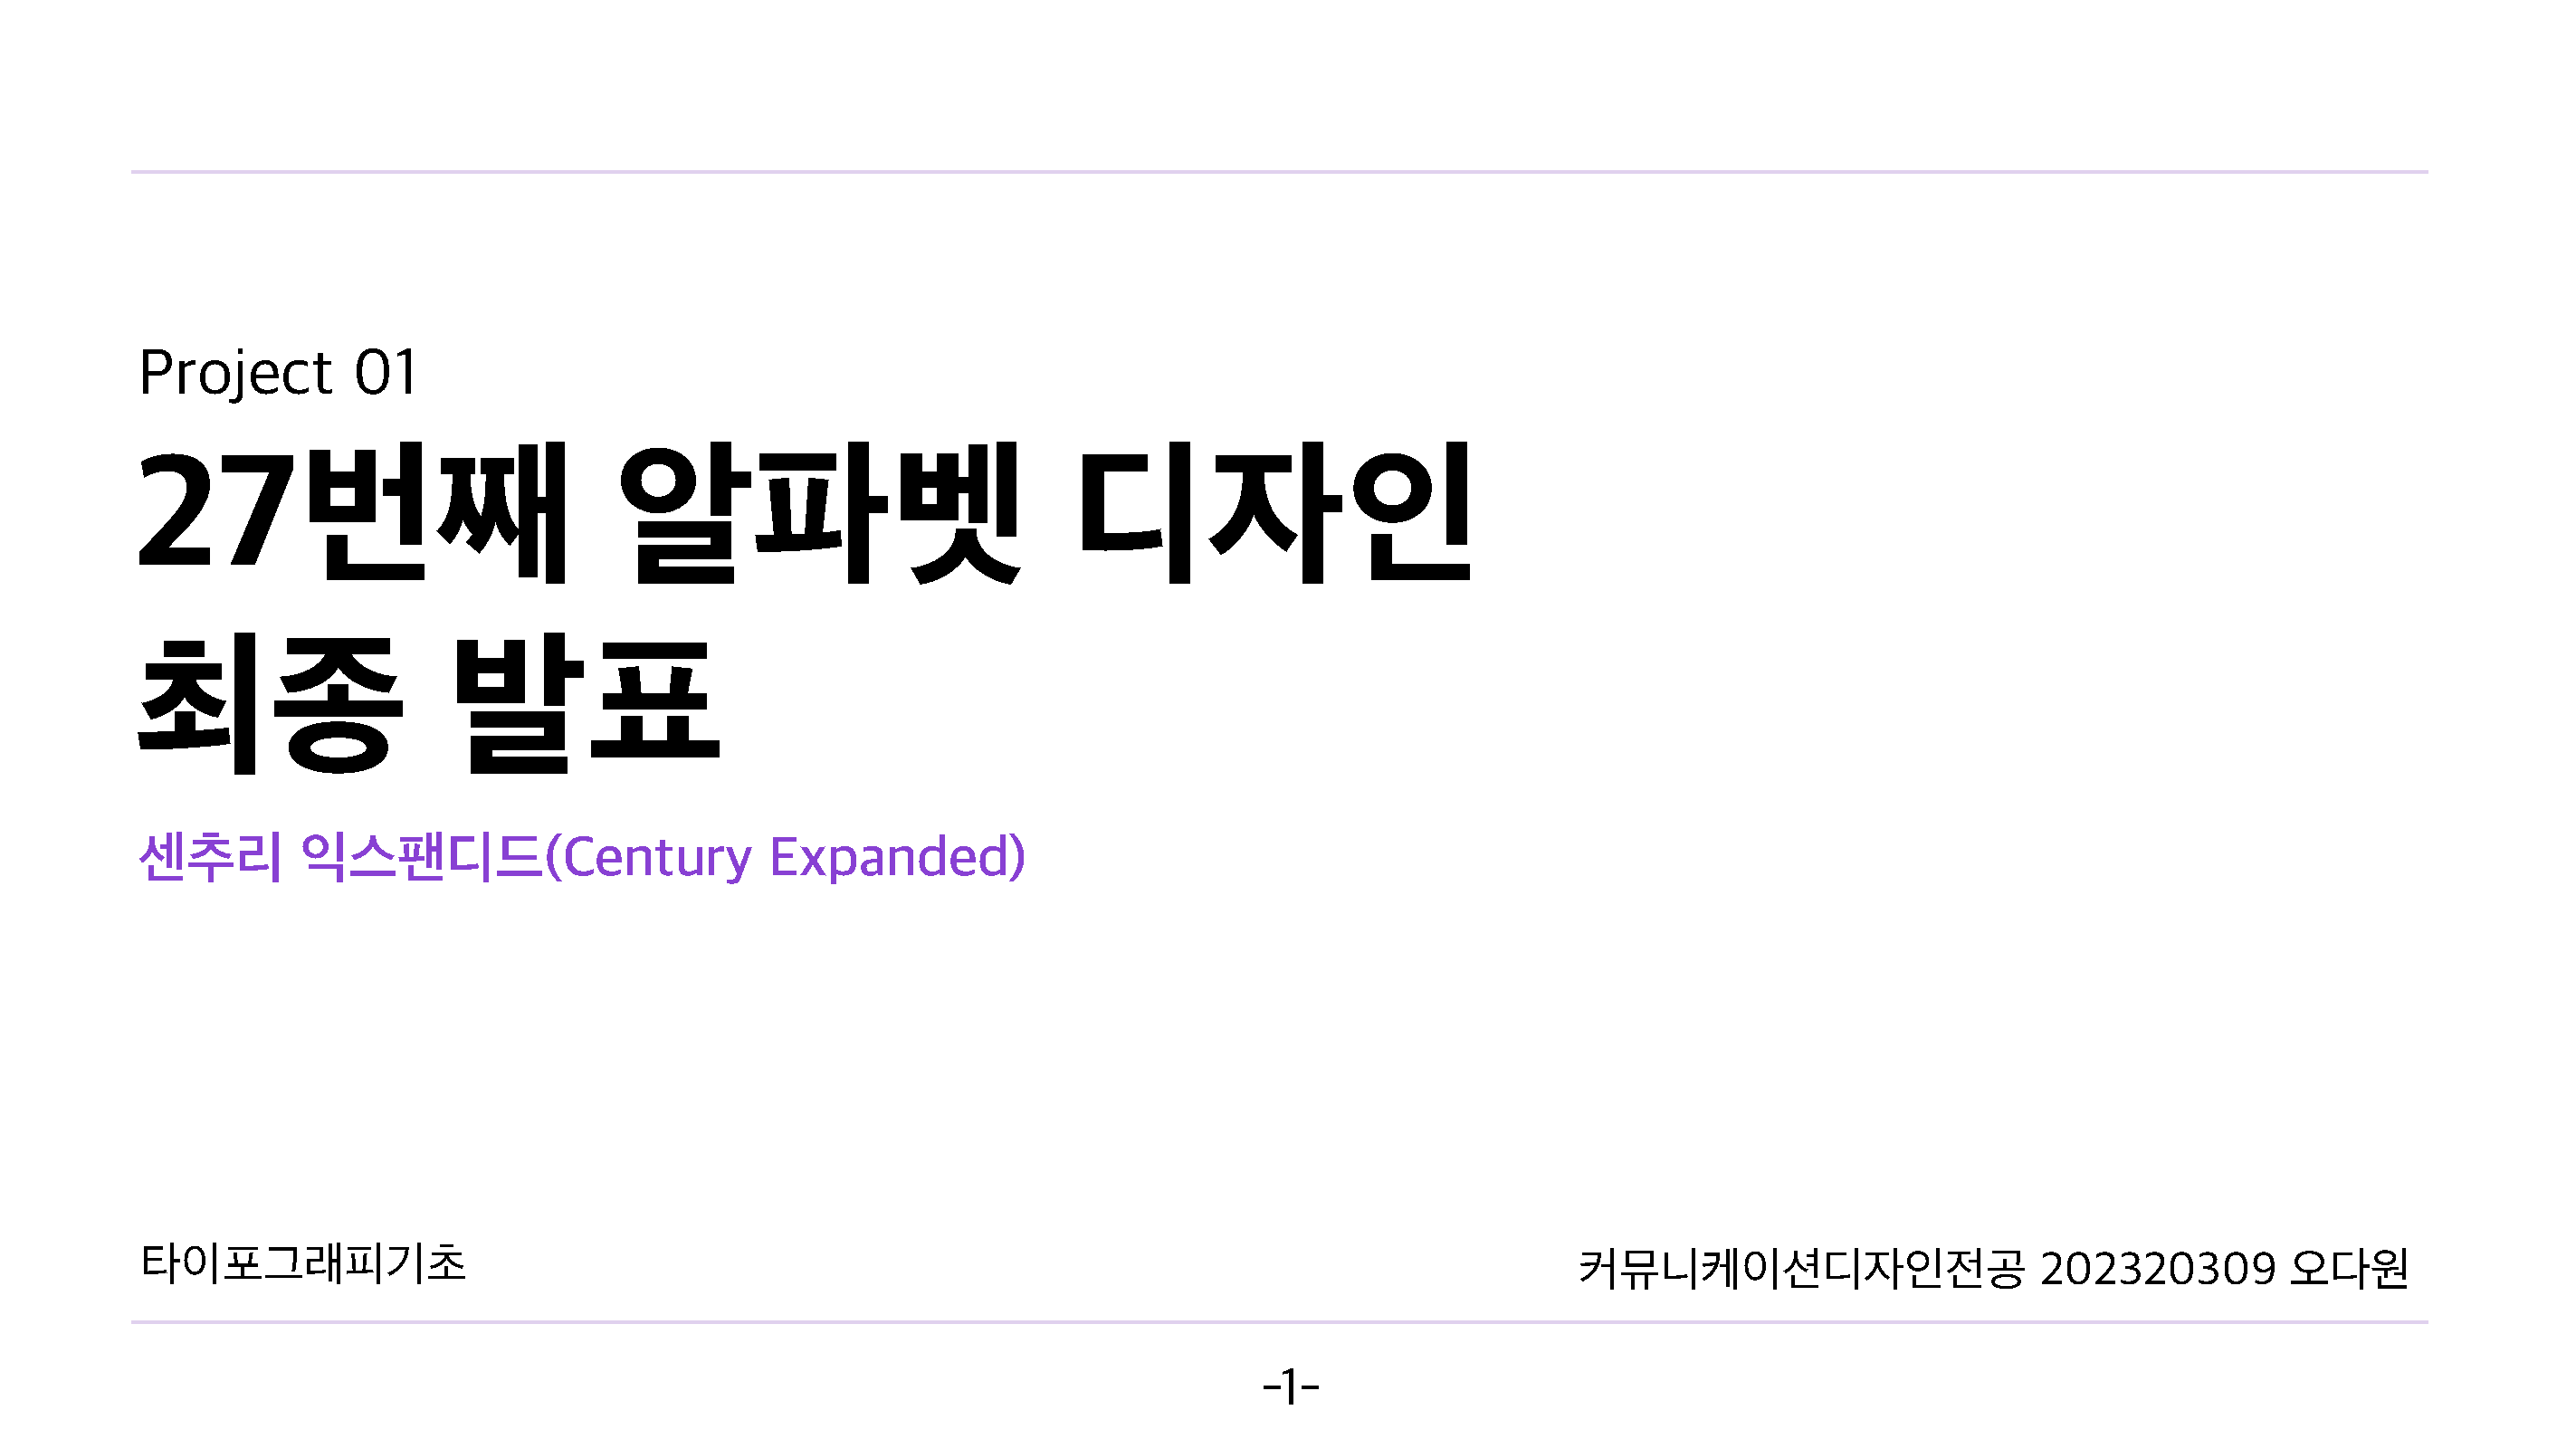 Project 01
27번째 알파벳 디자인
최종 발표
센추리 익스팬디드(Century Expanded)
타이포그래피기초
커뮤니케이션디자인전공 202320309 오다원
-1-